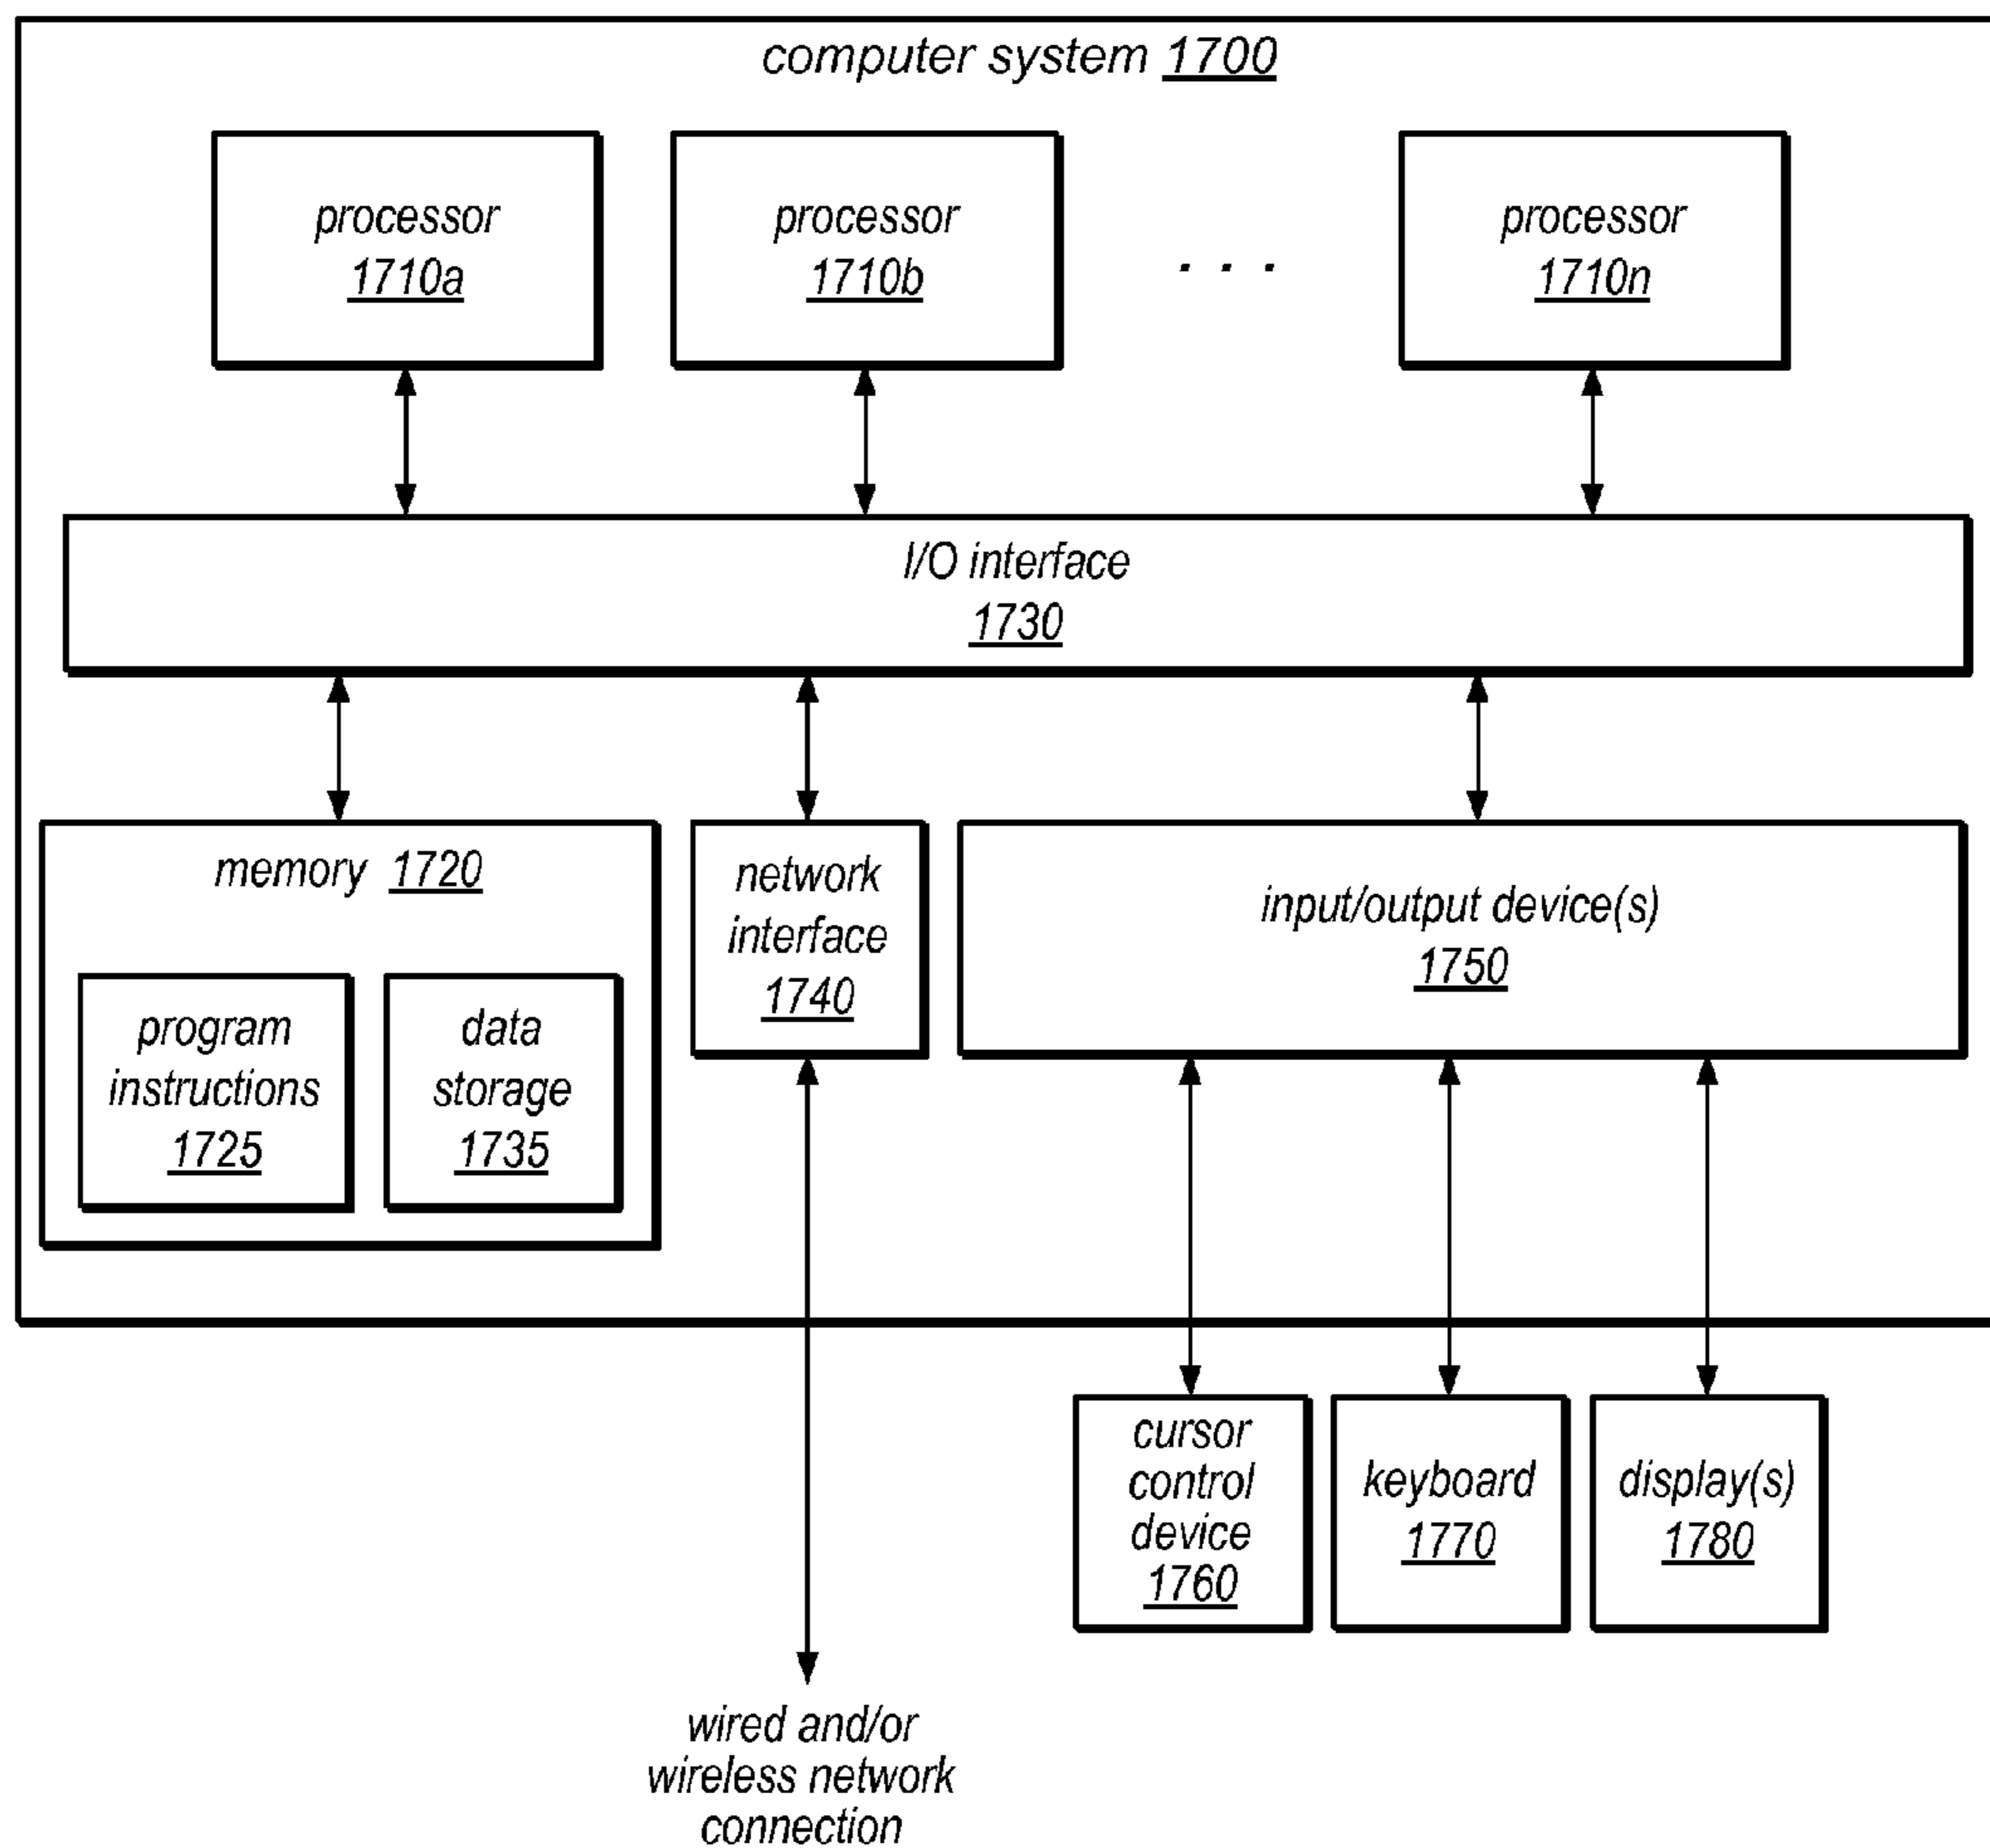 computer system 1700
processor
1710a
processor
1710b
. . .
processor
1710n
I/O interface
1730
memory 1720
program
instructions
1725
data
storage
1735
network
interface
1740
input/output device(s)
1750
cursor
control
device
1760
keyboard
1770
display(s)
1780
wired and/or
wireless network
connection